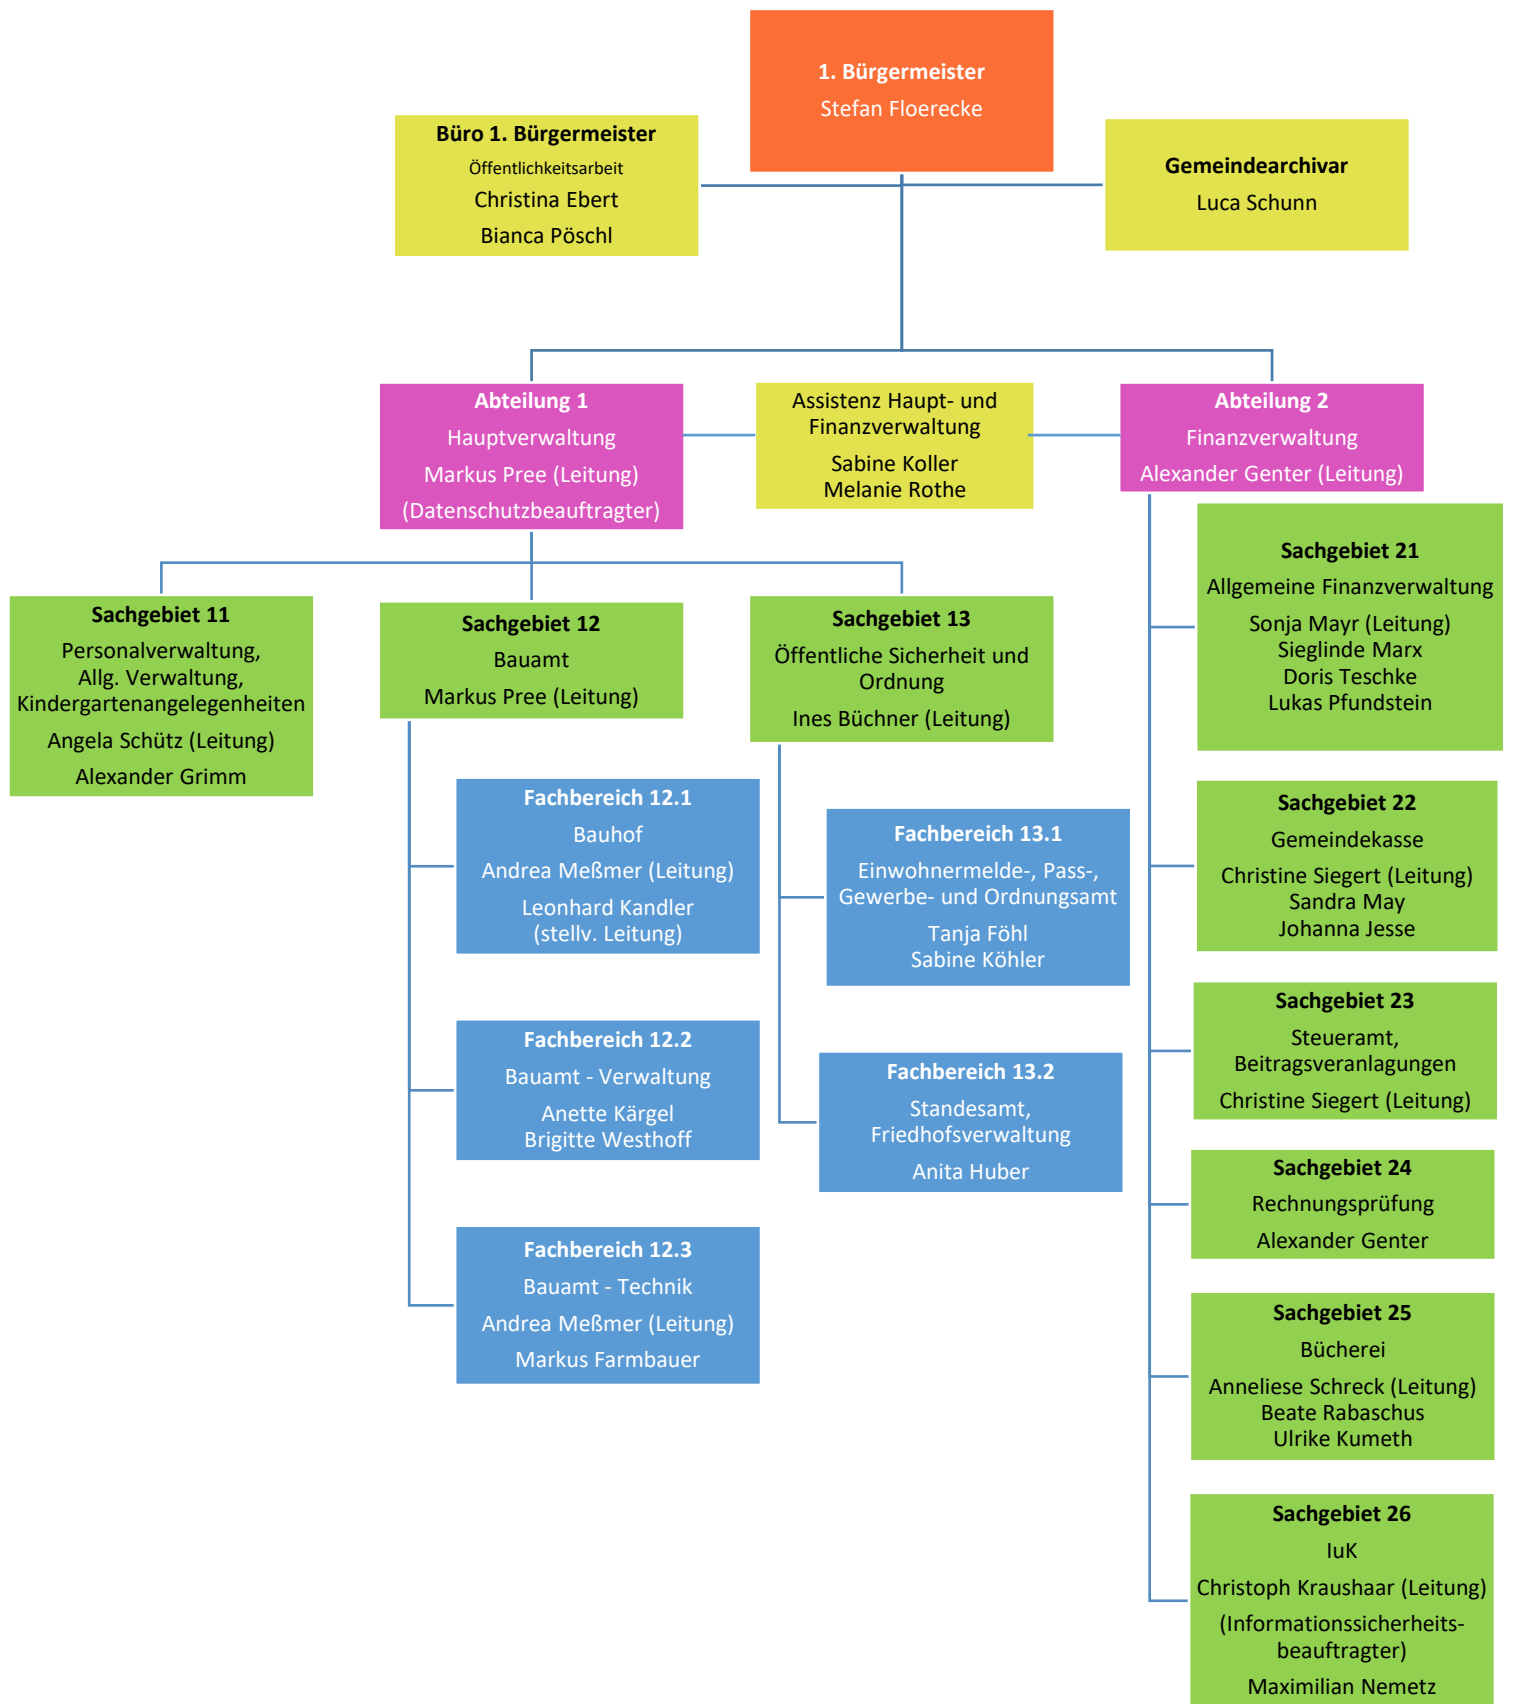 1. Bürgermeister
Stefan Floerecke
Büro 1. Bürgermeister
Öffentlichkeitsarbeit
Christina Ebert
Bianca Pöschl
Gemeindearchivar
Luca Schunn
Abteilung 1
Hauptverwaltung
Markus Pree (Leitung)
(Datenschutzbeauftragter)
Assistenz Haupt- und
Finanzverwaltung
Sabine Koller
Melanie Rothe
Abteilung 2
Finanzverwaltung
Alexander Genter (Leitung)
Sachgebiet 11
Personalverwaltung,
Allg. Verwaltung,
Kindergartenangelegenheiten
Angela Schütz (Leitung)
Alexander Grimm
Sachgebiet 12
Bauamt
Markus Pree (Leitung)
Fachbereich 12.1
Bauhof
Andrea Meßmer (Leitung)
Leonhard Kandler
(stellv. Leitung)
Fachbereich 12.2
Bauamt - Verwaltung
Anette Kärgel
Brigitte Westhoff
Fachbereich 12.3
Bauamt - Technik
Andrea Meßmer (Leitung)
Markus Farmbauer
Sachgebiet 13
Öffentliche Sicherheit und
Ordnung
Ines Büchner (Leitung)
Fachbereich 13.1
Einwohnermelde-, Pass-,
Gewerbe- und Ordnungsamt
Tanja Föhl
Sabine Köhler
Fachbereich 13.2
Standesamt,
Friedhofsverwaltung
Anita Huber
Sachgebiet 21
Allgemeine Finanzverwaltung
Sonja Mayr (Leitung)
Sieglinde Marx
Doris Teschke
Lukas Pfundstein
Sachgebiet 22
Gemeindekasse
Christine Siegert (Leitung)
Sandra May
Johanna Jesse
Sachgebiet 23
Steueramt,
Beitragsveranlagungen
Christine Siegert (Leitung)
Sachgebiet 24
Rechnungsprüfung
Alexander Genter
Sachgebiet 25
Bücherei
Anneliese Schreck (Leitung)
Beate Rabaschus
Ulrike Kumeth
Sachgebiet 26
IuK
Christoph Kraushaar (Leitung)
(Informationssicherheits-
beauftragter)
Maximilian Nemetz